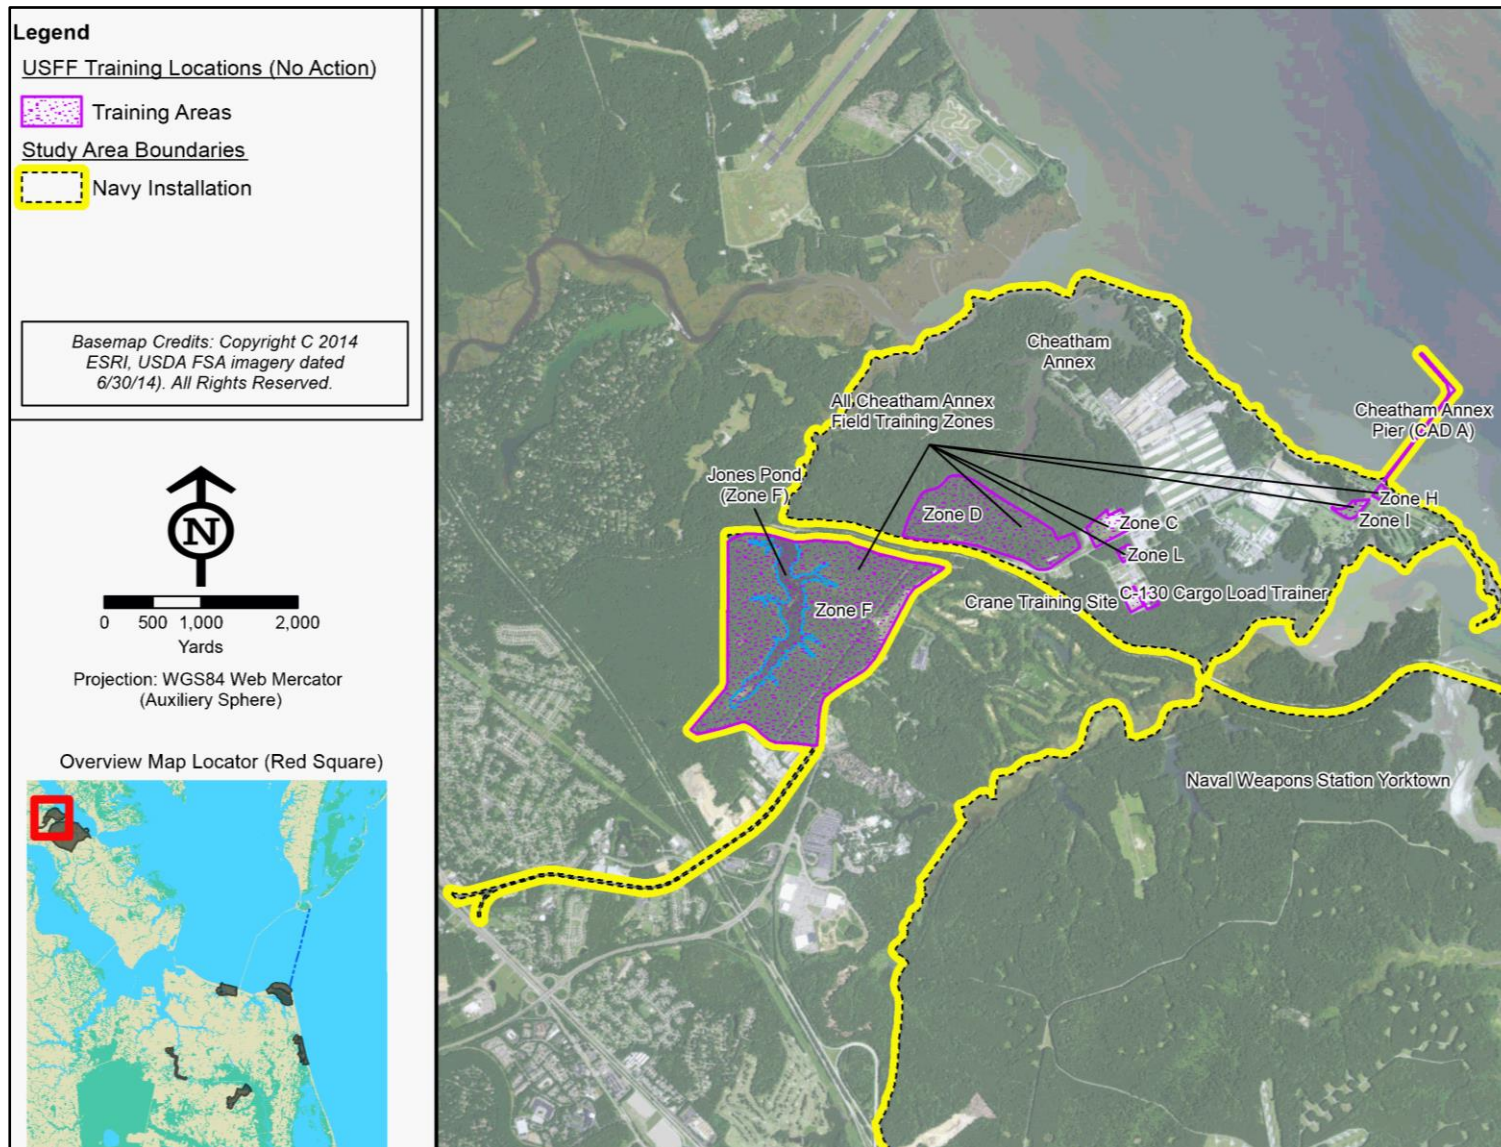 Legend
USFF Training Locations (No Action)
Training Areas
Study Area Boundaries
Navy Installation
Basemap Credits: Copyright C 2014
ESRI, USDA FSA imagery dated
6/30/14). All Rights Reserved.
N
0 500 1,000 2,000
Yards
Projection: WGS84 Web Mercator
(Auxiliery Sphere)
Overview Map Locator (Red Square)
Cheatham
Annex
All Cheatham Annex
Field Training Zones
Cheatham Annex
Pier (CAD A)
Jones Pond
(Zone F)
Zone H
Zone I
Zone D
Zone C
Zone L
C-130 Cargo Load Trainer
Crane Training Site
Zone F
Naval Weapons Station Yorktown